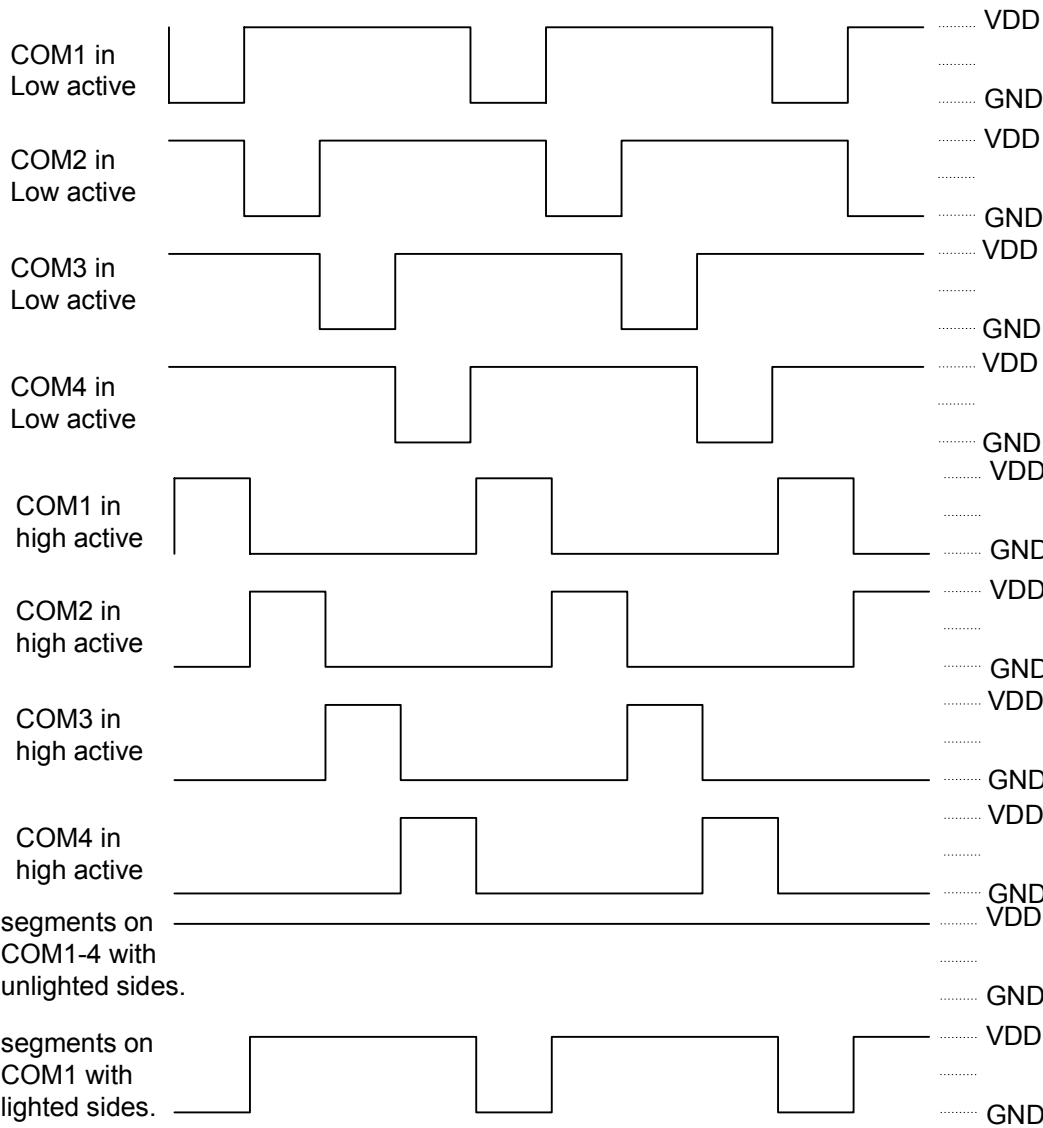 VDD
COM1 in
Low active
GND
VDD
COM2 in
Low active
GND
VDD
COM3 in
Low active
GND
VDD
COM4 in
Low active
GND
VDD
COM1 in
high active
GND
VDD
COM2 in
high active
GND
VDD
COM3 in
high active
GND
VDD
COM4 in
high active
GND
VDD
segments on
COM1-4 with
unlighted sides.
GND
VDD
segments on
COM1 with
lighted sides.
GND